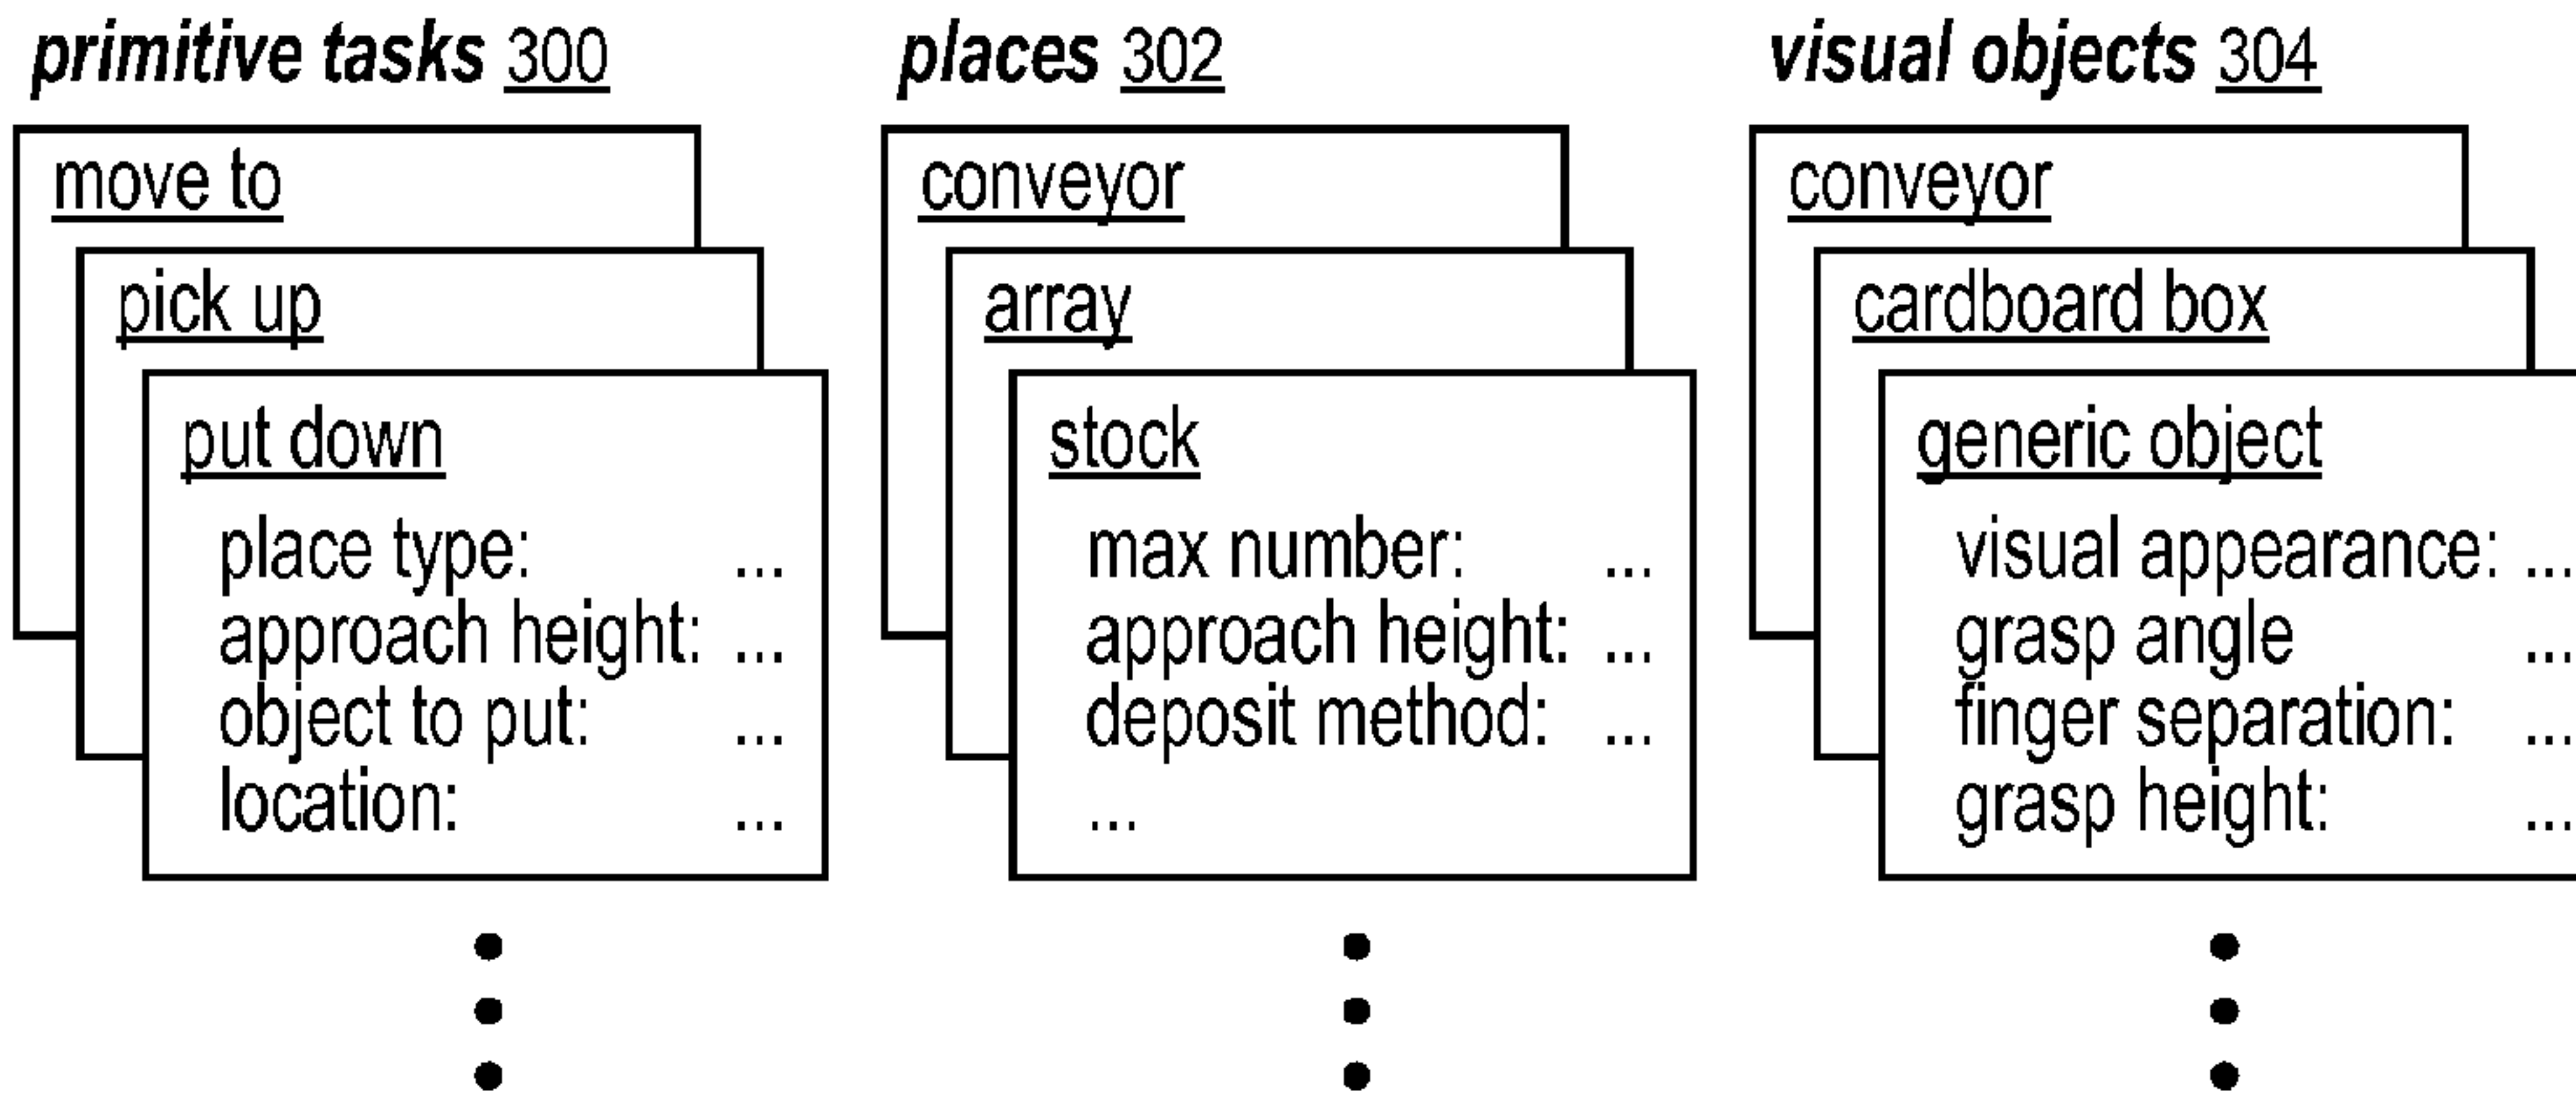 primitive tasks 300
move to
pick up
put down
place type: ...
approach height: ...
object to put: ...
location: ...
places 302
conveyor
array
stock
max number: ...
approach height: ...
deposit method: ...
...
visual objects 304
conveyor
cardboard box
generic object
visual appearance: ...
grasp angle ...
finger separation: ...
grasp height: ...